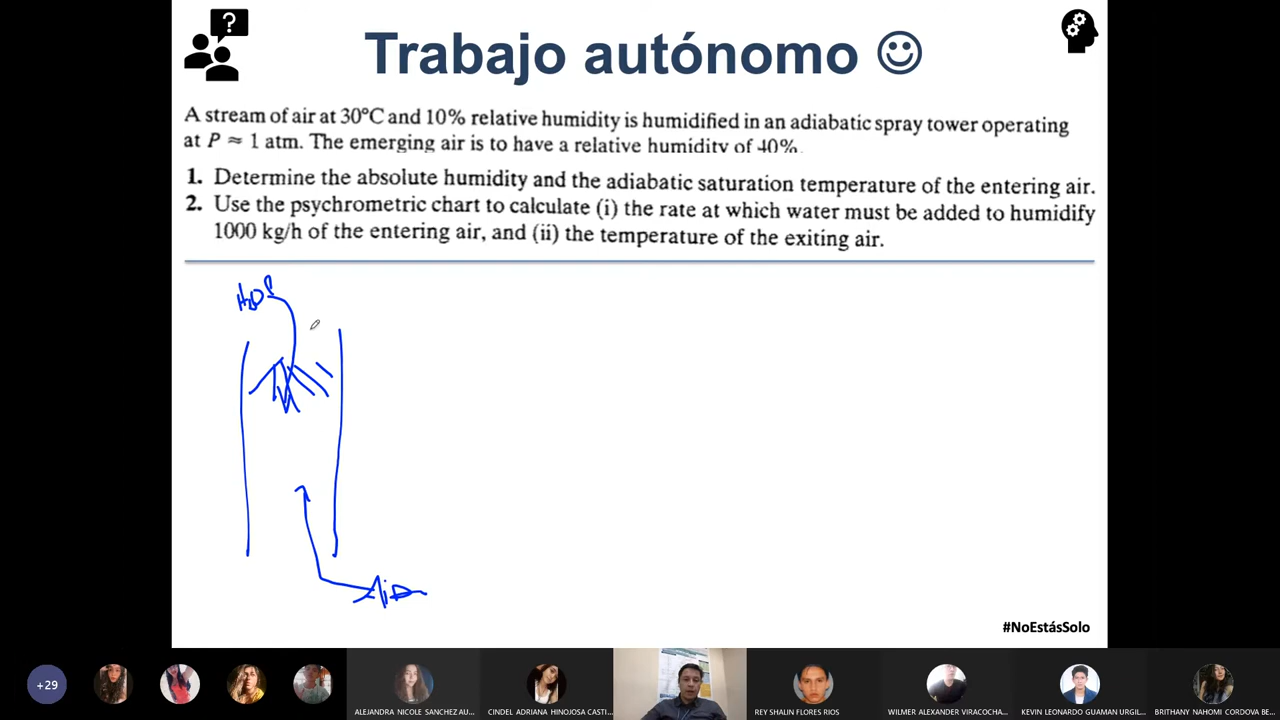 Trabajo autónomo
A stream of air at 30°C and 10% relative humidity is humidified in an adiabatic spray tower operating
at P ≈ 1 atm. The emerging air is to have a relative humidity of 40%.
1. Determine the absolute humidity and the adiabatic saturation temperature of the entering air.
2. Use the psychrometric chart to calculate (i) the rate at which water must be added to humidify
1000 kg/h of the entering air, and (ii) the temperature of the exiting air.
H₂O
Air
#NoEstásSolo
+29
ALEJANDRA NICOLE SANCHEZ AU...
CINDEL ADRIANA HINOJOSA CASTI...
REY SHALIN FLORES RIOS
WILMER ALEXANDER VIRACOCHA...
KEVIN LEONARDO GUAMAN URGIL...
BRITHANY NAHOMI CORDOVA BE...